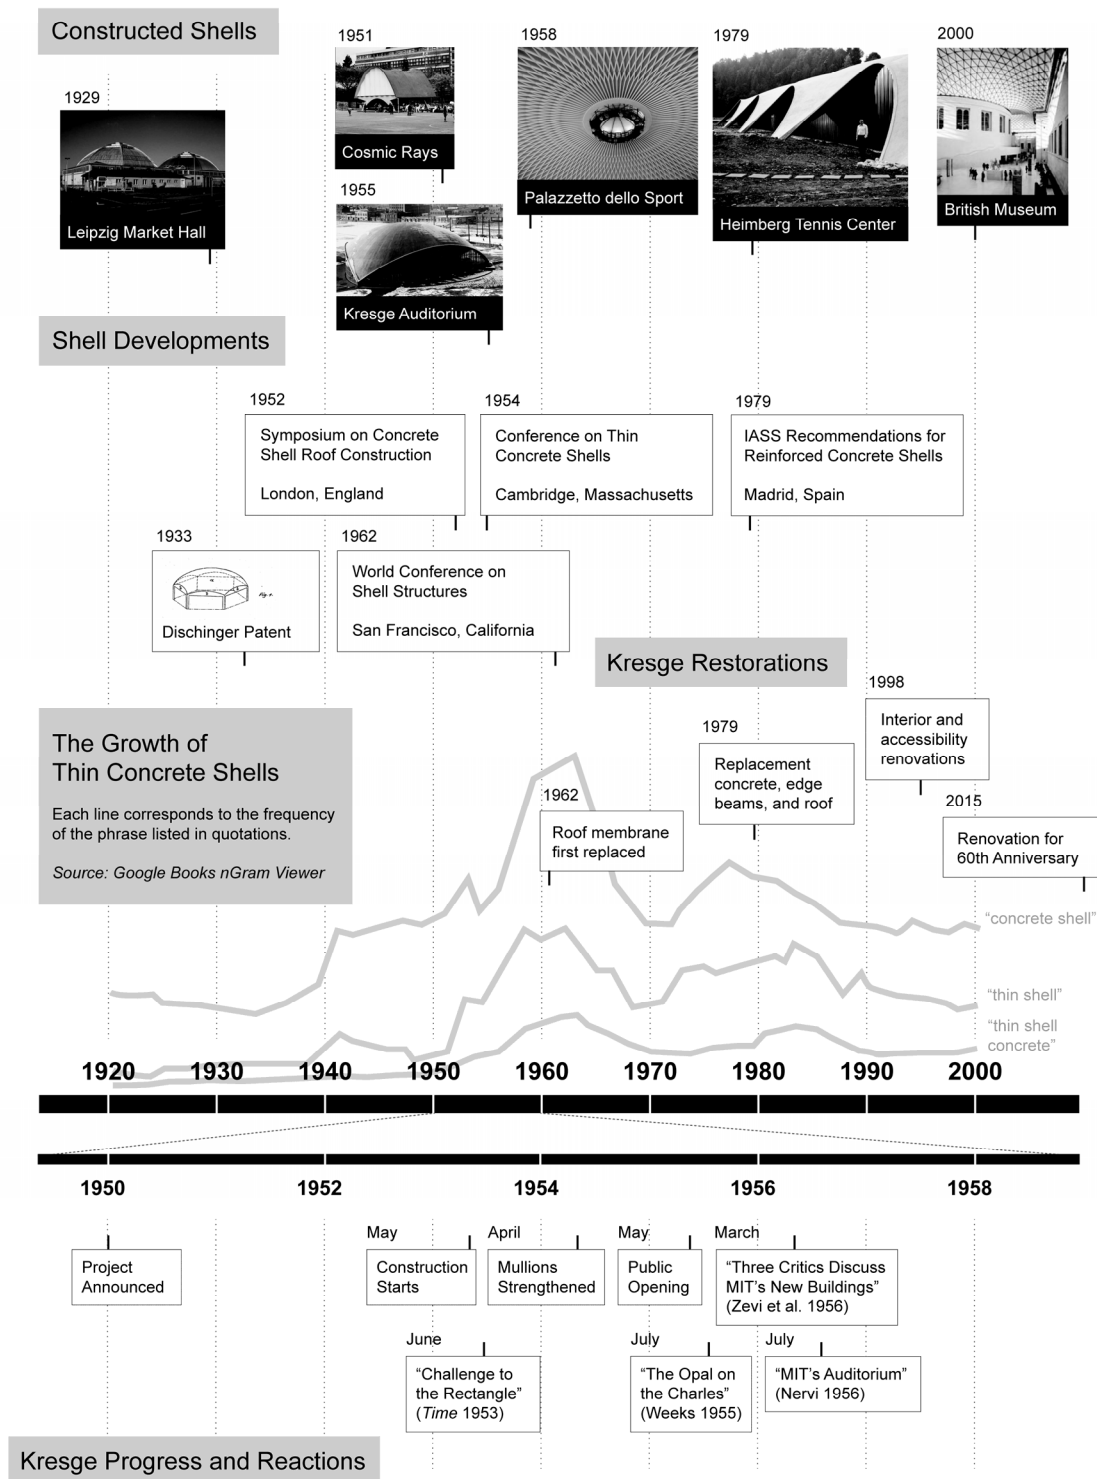 Constructed Shells
1929
Leipzig Market Hall
1951
Cosmic Rays
1955
Kresge Auditorium
1958
Palazzetto dello Sport
1979
Heimberg Tennis Center
2000
British Museum
Shell Developments
1952
Symposium on Concrete
Shell Roof Construction
London, England
1954
Conference on Thin
Concrete Shells
Cambridge, Massachusetts
1979
IASS Recommendations for
Reinforced Concrete Shells
Madrid, Spain
1933
Dischinger Patent
1962
World Conference on
Shell Structures
San Francisco, California
Kresge Restorations
1962
Roof membrane
first replaced
1979
Replacement
concrete, edge
beams, and roof
1998
Interior and
accessibility
renovations
2015
Renovation for
60th Anniversary
The Growth of
Thin Concrete Shells
Each line corresponds to the frequency
of the phrase listed in quotations.
Source: Google Books nGram Viewer
“concrete shell”
“thin shell”
“thin shell
concrete”
1920 1930 1940 1950 1960 1970 1980 1990 2000
1950 1952 1954 1956 1958
Project
Announced
May
Construction
Starts
April
Mullions
Strengthened
May
Public
Opening
March
“Three Critics Discuss
MIT’s New Buildings”
(Zevi et al. 1956)
June
“Challenge to
the Rectangle”
(Time 1953)
July
“The Opal on
the Charles”
(Weeks 1955)
July
“MIT’s Auditorium”
(Nervi 1956)
Kresge Progress and Reactions